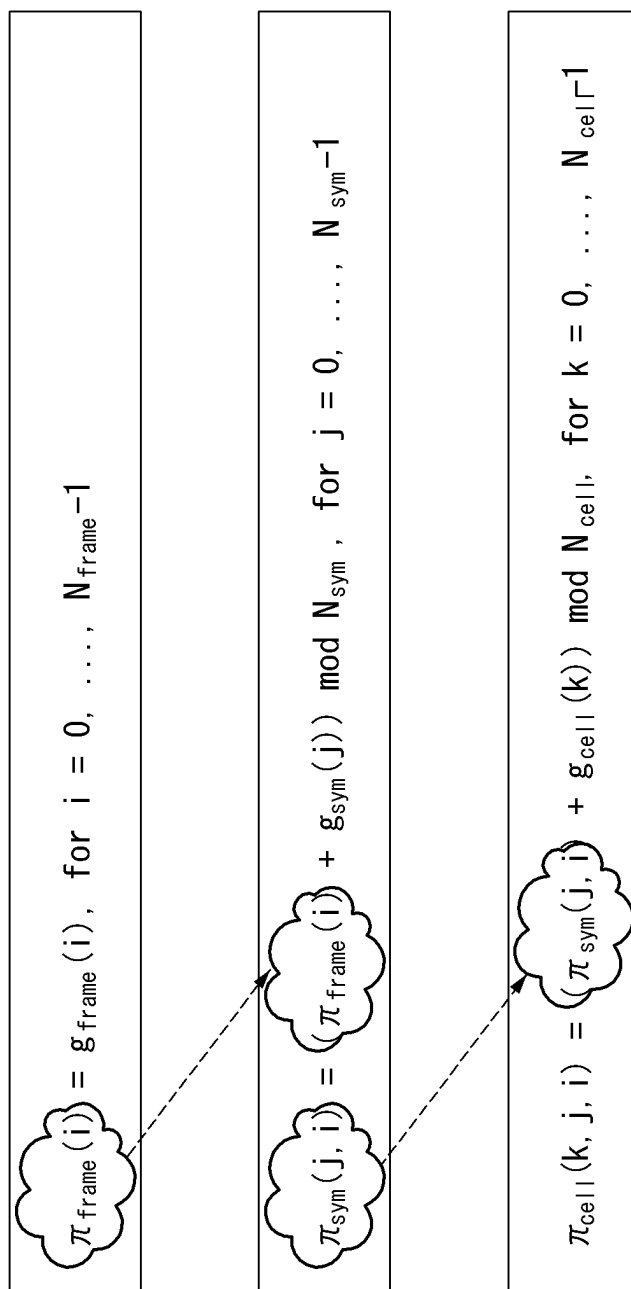 π_frame(i) = g_frame(i), for i = 0, ..., N_frame-1
π_sym(j, i) = (π_frame(i) + g_sym(j)) mod N_sym, for j = 0, ..., N_sym-1
π_cell(k, j, i) = (π_sym(j, i) + g_cell(k)) mod N_cell, for k = 0, ..., N_cell-1